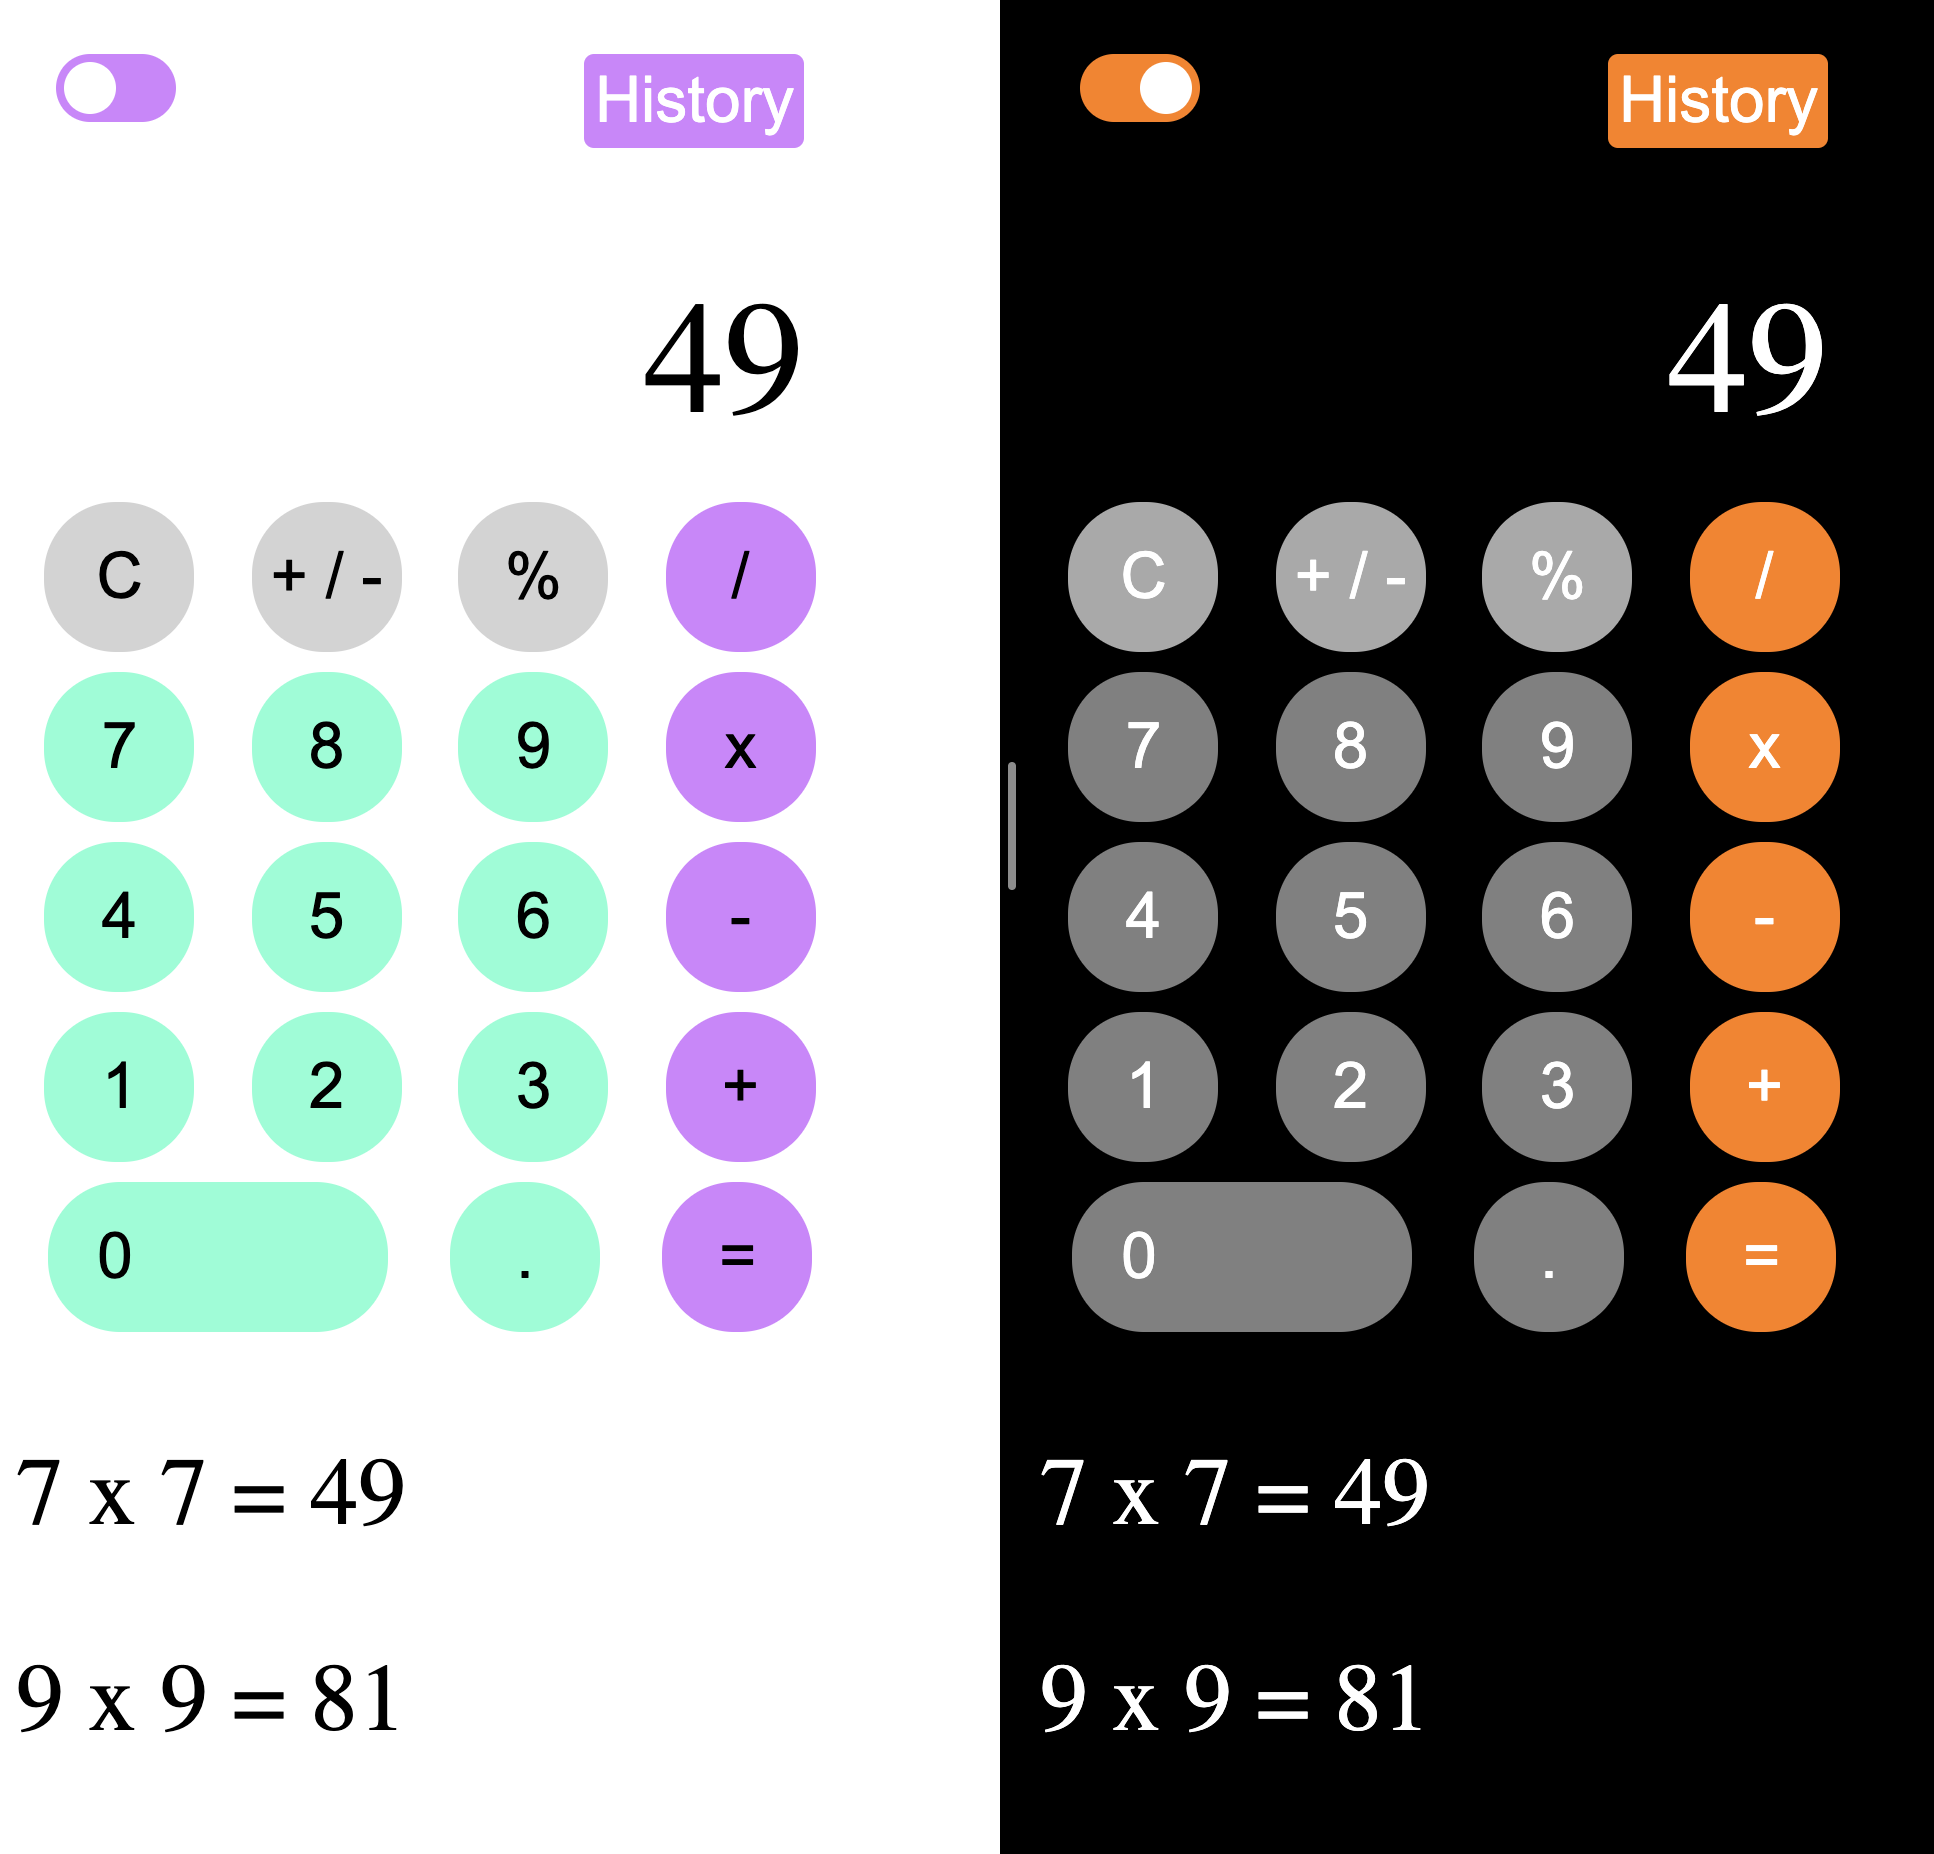 History
49
C + / - % /
7 8 9 x
4 5 6 -
1 2 3 +
0 . =
7 x 7 = 49
9 x 9 = 81
History
49
C + / - % /
7 8 9 x
4 5 6 -
1 2 3 +
0 . =
7 x 7 = 49
9 x 9 = 81